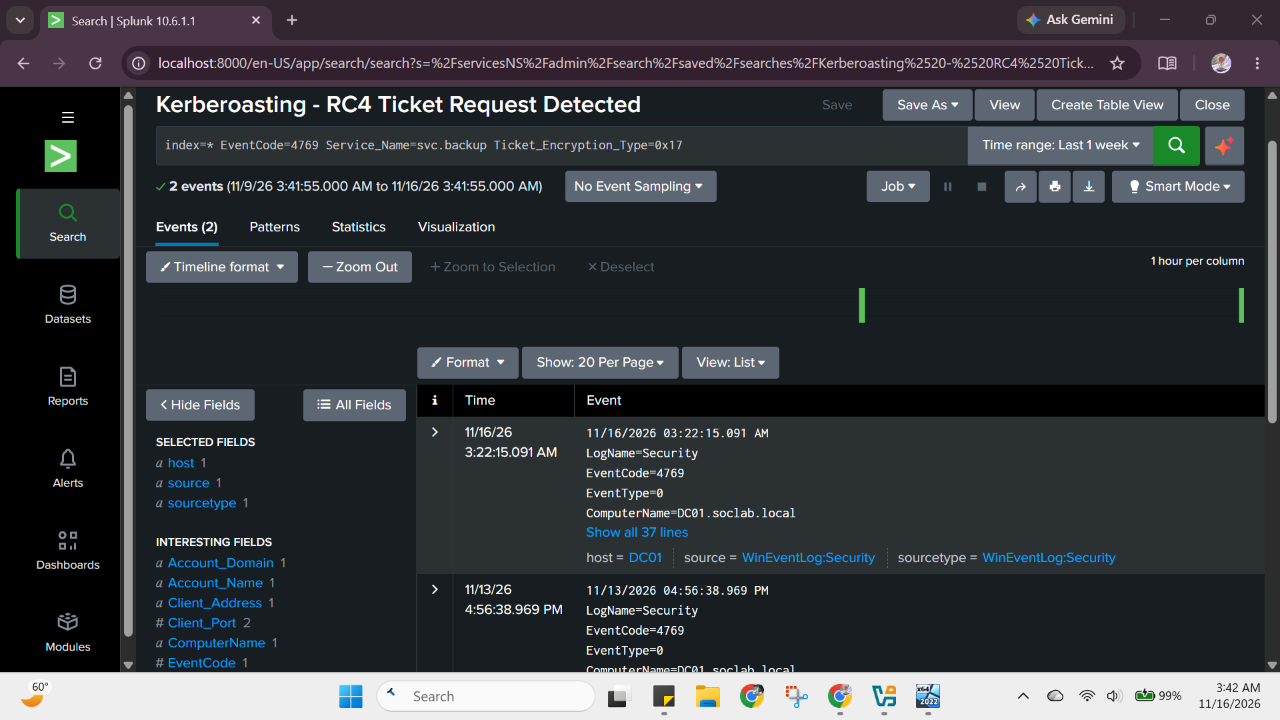 Search | Splunk 10.6.1.1
Ask Gemini
localhost:8000/en-US/app/search/search?s=%2FservicesNS%2Fadmin%2Fsearch%2Fsaved%2Fsearches%2FKerberoasting%2520-%2520RC4%2520Tick...
Kerberoasting - RC4 Ticket Request Detected
Save
Save As
View
Create Table View
Close
index=* EventCode=4769 Service_Name=svc.backup Ticket_Encryption_Type=0x17
Time range: Last 1 week
2 events (11/9/26 3:41:55.000 AM to 11/16/26 3:41:55.000 AM)
No Event Sampling
Job
Smart Mode
Events (2)
Patterns
Statistics
Visualization
Timeline format
Zoom Out
+ Zoom to Selection
× Deselect
1 hour per column
Format
Show: 20 Per Page
View: List
Search
Datasets
Reports
Alerts
Dashboards
Modules
Hide Fields
All Fields
SELECTED FIELDS
a host 1
a source 1
a sourcetype 1
INTERESTING FIELDS
a Account_Domain 1
a Account_Name 1
a Client_Address 1
# Client_Port 2
a ComputerName 1
# EventCode 1
i
Time
Event
11/16/26
3:22:15.091 AM
11/16/2026 03:22:15.091 AM
LogName=Security
EventCode=4769
EventType=0
ComputerName=DC01.soclab.local
Show all 37 lines
host = DC01
source = WinEventLog:Security
sourcetype = WinEventLog:Security
11/13/26
4:56:38.969 PM
11/13/2026 04:56:38.969 PM
LogName=Security
EventCode=4769
EventType=0
ComputerName=DC01.soclab.local
60°
Search
x64
2022
99%
3:42 AM
11/16/2026